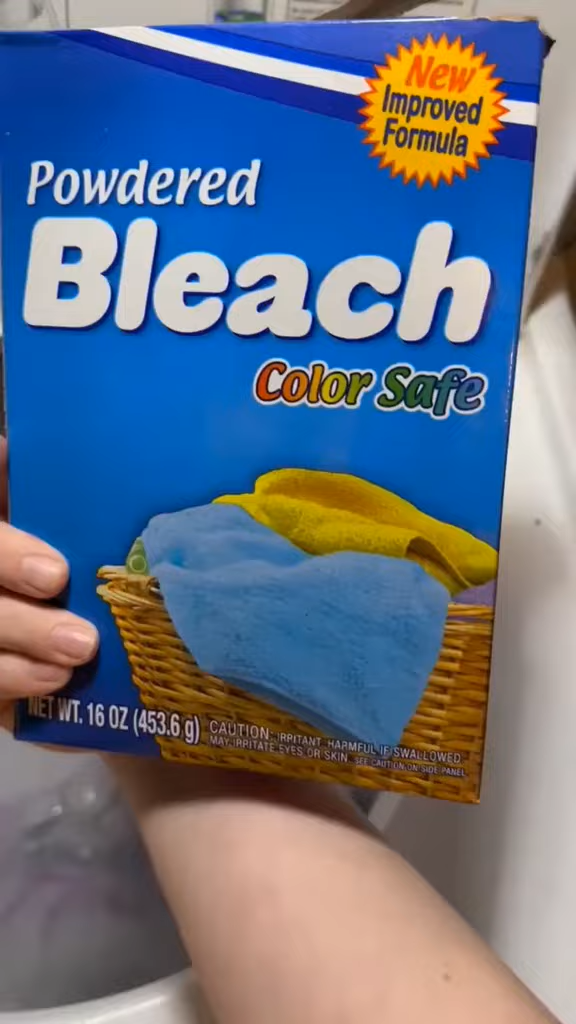 New
Improved
Formula
Powdered
Bleach
Color Safe
NET WT. 16 OZ (453.6 g)
CAUTION: IRRITANT. HARMFUL IF SWALLOWED.
MAY IRRITATE EYES OR SKIN. SEE CAUTION ON SIDE PANEL